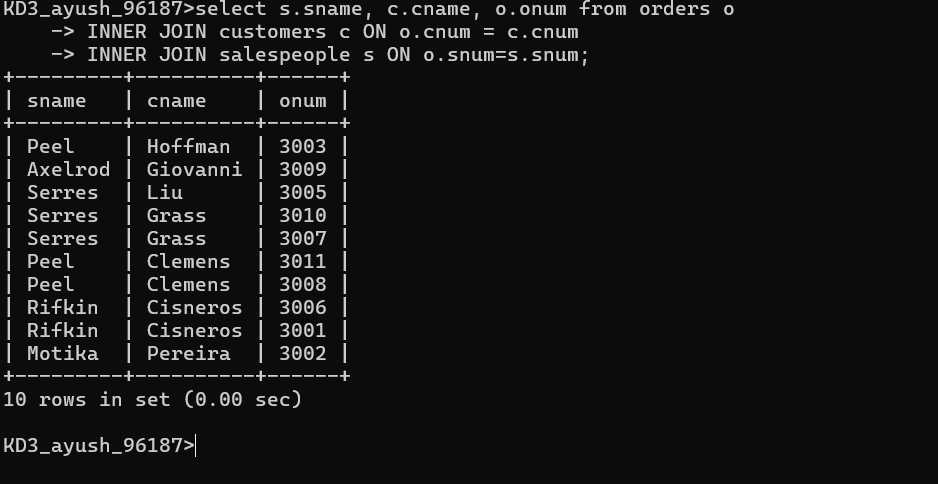 KD3_ayush_96187>select s.sname, c.cname, o.onum from orders o
    -> INNER JOIN customers c ON o.cnum = c.cnum
    -> INNER JOIN salespeople s ON o.snum=s.snum;
+---------+----------+------+
| sname   | cname    | onum |
+---------+----------+------+
| Peel    | Hoffman  | 3003 |
| Axelrod | Giovanni | 3009 |
| Serres  | Liu      | 3005 |
| Serres  | Grass    | 3010 |
| Serres  | Grass    | 3007 |
| Peel    | Clemens  | 3011 |
| Peel    | Clemens  | 3008 |
| Rifkin  | Cisneros | 3006 |
| Rifkin  | Cisneros | 3001 |
| Motika  | Pereira  | 3002 |
+---------+----------+------+
10 rows in set (0.00 sec)

KD3_ayush_96187>